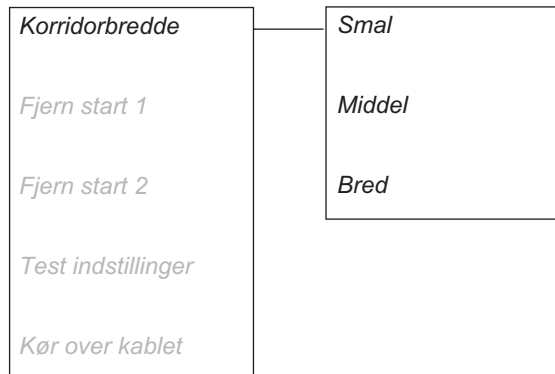 Korridorbredde
Smal
Fjern start 1
Middel
Fjern start 2
Bred
Test indstillinger
Kør over kablet